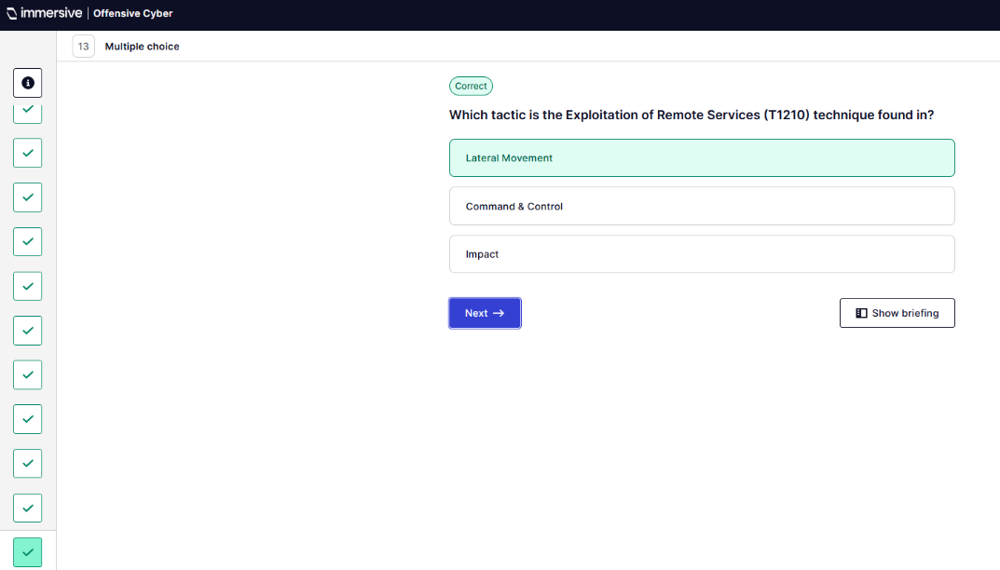 immersive | Offensive Cyber
13 Multiple choice
Correct
Which tactic is the Exploitation of Remote Services (T1210) technique found in?
Lateral Movement
Command & Control
Impact
Next →
Show briefing